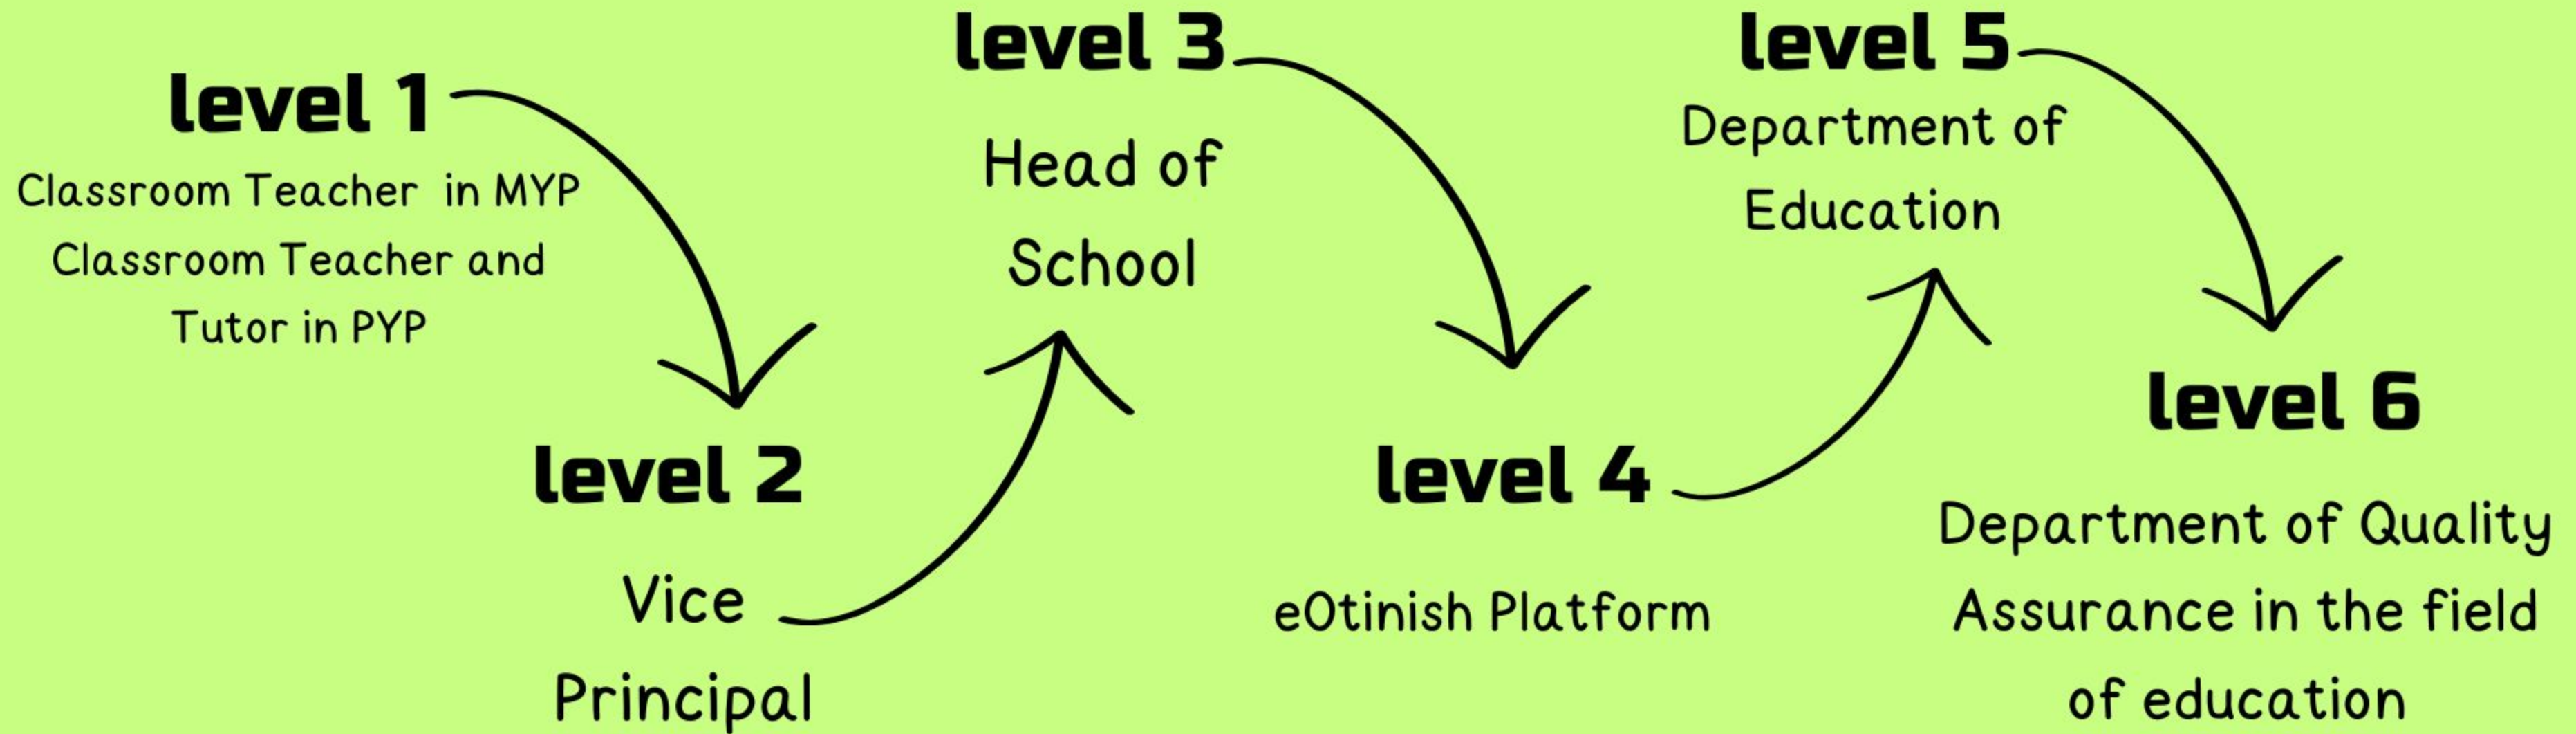 level 1
Classroom Teacher in MYP
Classroom Teacher and
Tutor in PYP
level 2
Vice
Principal
level 3
Head of
School
level 4
eOtinish Platform
level 5
Department of
Education
level 6
Department of Quality
Assurance in the field
of education